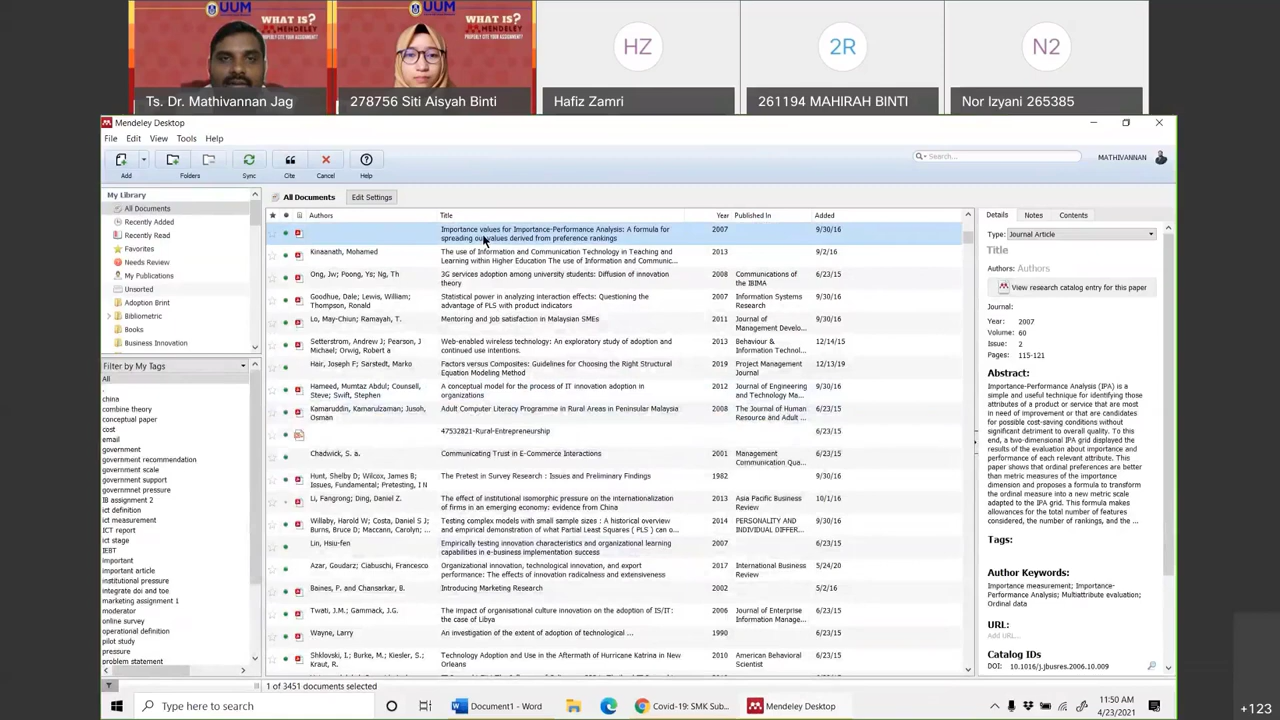 UUM
WHAT IS?
MENDELEY
PROPERLY CITE YOUR ASSIGNMENT?
UUM
WHAT IS?
MENDELEY
PROPERLY CITE YOUR ASSIGNMENT?
HZ
2R
N2
Ts. Dr. Mathivannan Jag
278756 Siti Aisyah Binti
Hafiz Zamri
261194 MAHIRAH BINTI
Nor Izyani 265385
Mendeley Desktop
File Edit View Tools Help
Search...
MATHIVANNAN
Add Folders Sync Cite Cancel Help
My Library
All Documents
Recently Added
Recently Read
Favorites
Needs Review
My Publications
Unsorted
Adoption Brint
Bibliometric
Books
Business Innovation
Filter by My Tags
All
.
china
combine theory
conceptual paper
cost
email
government
government recommendation
government scale
government support
governmnet pressure
IB assignment 2
ict definition
ict measurement
ICT report
ict stage
IEBT
important
important article
institutional pressure
integrate doi and toe
marketing assignment 1
moderator
online survey
operational definition
pilot study
pressure
problem statement
All Documents Edit Settings
Authors Title Year Published In Added
Importance values for Importance-Performance Analysis: A formula for 2007 9/30/16
spreading out values derived from preference rankings
Kinaanath, Mohamed The use of Information and Communication Technology in Teaching and 2013 9/2/16
Learning within Higher Education The use of Information and Communic...
Ong, Jw; Poong, Ys; Ng, Th 3G services adoption among university students: Diffusion of innovation 2008 Communications of 6/23/15
theory the IBIMA
Goodhue, Dale; Lewis, William; Statistical power in analyzing interaction effects: Questioning the 2007 Information Systems 9/30/16
Thompson, Ronald advantage of PLS with product indicators Research
Lo, May-Chiun; Ramayah, T. Mentoring and job satisfaction in Malaysian SMEs 2011 Journal of 9/30/16
Management Develo...
Setterstrom, Andrew J; Pearson, J Web-enabled wireless technology: An exploratory study of adoption and 2013 Behaviour & 12/14/15
Michael; Orwig, Robert a continued use intentions. Informational Technol...
Hair, Joseph F; Sarstedt, Marko Factors versus Composites: Guidelines for Choosing the Right Structural 2019 Project Management 12/13/19
Equation Modeling Method Journal
Hameed, Mumtaz Abdul; Counsell, A conceptual model for the process of IT innovation adoption in 2012 Journal of Engineering 9/30/16
Steve; Swift, Stephen organizations and Technology Ma...
Kamaruddin, Kamarulzaman; Jusoh, Adult Computer Literacy Programme in Rural Areas in Peninsular Malaysia 2008 The Journal of Human 6/23/15
Osman Resource and Adult ...
47532821-Rural-Entrepreneurship 6/23/15
Chadwick, S. a. Communicating Trust in E-Commerce Interactions 2001 Management 6/23/15
Communication Qua...
Hunt, Shelby D; Wilcox, James B; The Pretest in Survey Research : Issues and Preliminary Findings 1982 9/30/16
Issues, Fundamental; Pretesting, I N
Li, Fangrong; Ding, Daniel Z. The effect of institutional isomorphic pressure on the internationalization 2013 Asia Pacific Business 10/1/16
of firms in an emerging economy: evidence from China Review
Willaby, Harold W; Costa, Daniel S J; Testing complex models with small sample sizes : A historical overview 2014 PERSONALITY AND 9/30/16
Burns, Bruce D; Maccann, Carolyn; ... and empirical demonstration of what Partial Least Squares ( PLS ) can o... INDIVIDUAL DIFFER...
Lin, Hsiu-fen Empirically testing innovation characteristics and organizational learning 6/23/15
capabilities in e-business implementation success
Azar, Goudarz; Ciabuschi, Francesco Organizational innovation, technological innovation, and export 2017 International Business 5/24/20
performance: The effects of innovation radicalness and extensiveness Review
Baines, P. and Chansarkar, B. Introducing Marketing Research 2002 5/2/16
Twati, J.M.; Gammack, J.G. The impact of organisational culture innovation on the adoption of IS/IT: 2006 Journal of Enterprise 6/23/15
the case of Libya Information Manage...
Wayne, Larry An investigation of the extent of adoption of technological ... 1990 6/23/15
Shklovski, I.; Burke, M.; Kiesler, S.; Technology Adoption and Use in the Aftermath of Hurricane Katrina in New 2010 American Behavioral 6/23/15
Kraut, R. Orleans Scientist
Details Notes Contents
Type: Journal Article
Title
Authors: Authors
View research catalog entry for this paper
Journal:
Year: 2007
Volume: 60
Issue: 2
Pages: 115-121
Abstract:
Importance-Performance Analysis (IPA) is a
simple and useful technique for identifying those
attributes of a product or service that are most
in need of improvement or that are candidates
for possible cost-saving conditions without
significant detriment to overall quality. To this
end, a two-dimensional IPA grid displayed the
results of the evaluation about importance and
performance of each relevant attribute. This
paper shows that ordinal preferences are better
than metric measures of the importance
dimension and proposes a formula to transform
the ordinal measure into a new metric scaled
adapted to the IPA grid. This formula makes
allowances for the total number of features
considered, the number of rankings, and the ...
Tags:
Author Keywords:
Importance measurement; Importance-
Performance Analysis; Multiattribute evaluation;
Ordinal data
URL:
Add URL...
Catalog IDs
DOI: 10.1016/j.jbusres.2006.10.009
1 of 3451 documents selected
Type here to search
Document1 - Word
Covid-19: SMK Sub...
Mendeley Desktop
11:50 AM
4/23/2021
+123